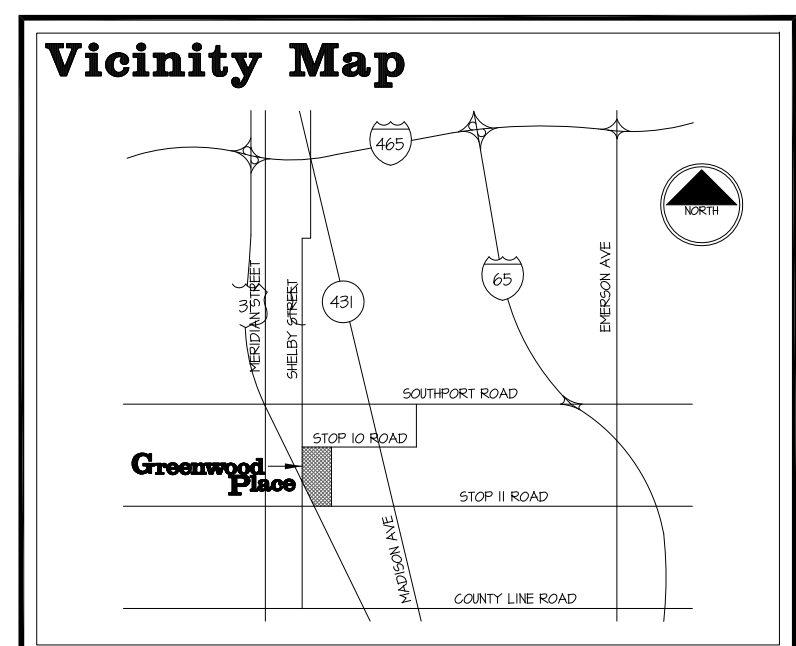 Vicinity Map
465
NORTH
65
EMERSON AVE
MERIDIAN STREET
SHELBY STREET
431
SOUTHPORT ROAD
STOP 10 ROAD
Greenwood
Place
STOP 11 ROAD
MADISON AVE
COUNTY LINE ROAD